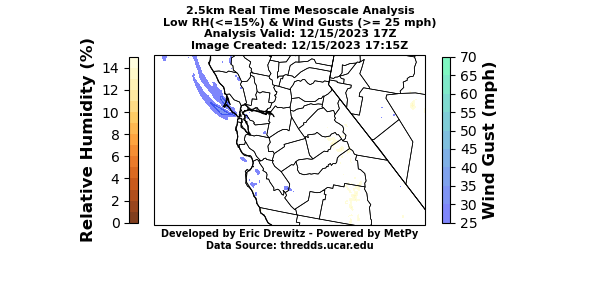 2.5km Real Time Mesoscale Analysis
Low RH(<=15%) & Wind Gusts (>= 25 mph)
Analysis Valid: 12/15/2023 17Z
Image Created: 12/15/2023 17:15Z
Relative Humidity (%)
14
12
10
8
6
4
2
0
70
65
60
55
50
45
40
35
30
25
Wind Gust (mph)
Developed by Eric Drewitz - Powered by MetPy
Data Source: thredds.ucar.edu